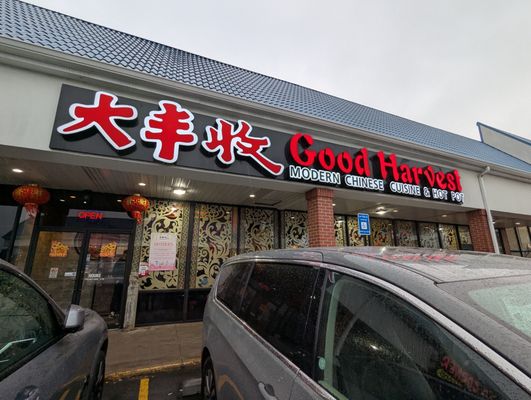 大丰收
Good Harvest
MODERN CHINESE CUISINE & HOT POT
OPEN